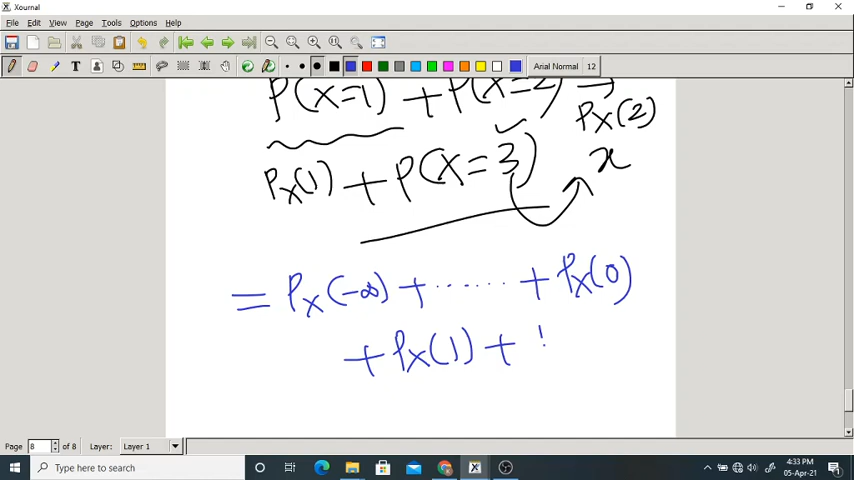 Xournal
File Edit View Page Tools Options Help
Arial Normal 12
P(X=1) + P(X=2)
Px(2)
Px(1) + P(X=3) x
= Px(-∞) + ...... + Px(0)
+ Px(1) +
Page 8 of 8 Layer: Layer 1
Type here to search
4:33 PM
05-Apr-21